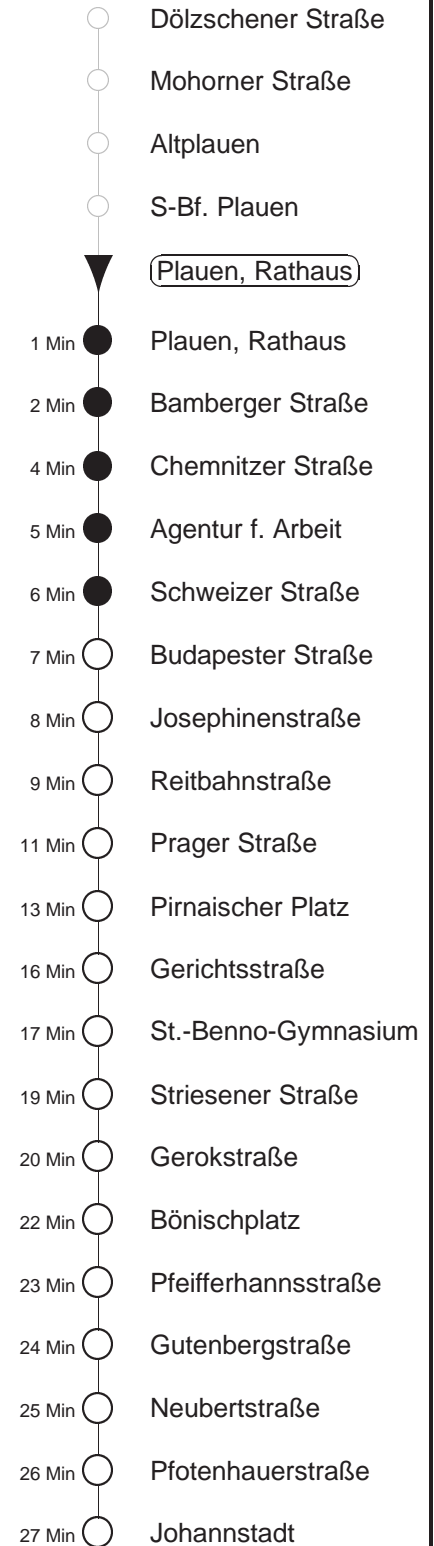 Dölzschener Straße
Mohorner Straße
Altplauen
S-Bf. Plauen
Plauen, Rathaus
1 Min Plauen, Rathaus
2 Min Bamberger Straße
4 Min Chemnitzer Straße
5 Min Agentur f. Arbeit
6 Min Schweizer Straße
7 Min Budapester Straße
8 Min Josephinenstraße
9 Min Reitbahnstraße
11 Min Prager Straße
13 Min Pirnaischer Platz
16 Min Gerichtsstraße
17 Min St.-Benno-Gymnasium
19 Min Striesener Straße
20 Min Gerokstraße
22 Min Bönischplatz
23 Min Pfeifferhannsstraße
24 Min Gutenbergstraße
25 Min Neubertstraße
26 Min Pfotenhauerstraße
27 Min Johannstadt